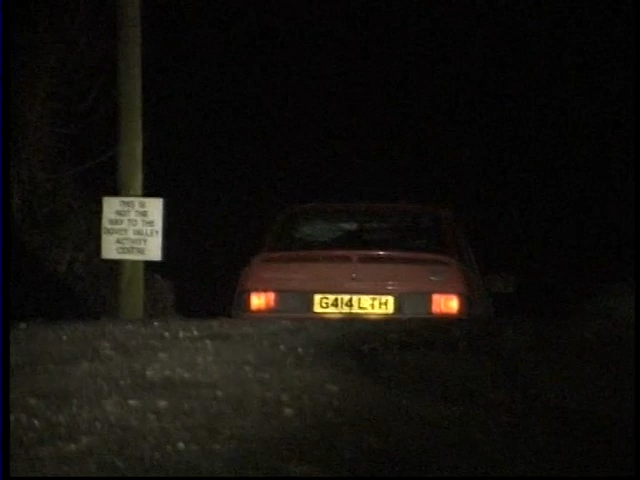 THIS IS
NOT THE
WAY TO THE
DOVEY VALLEY
ACTIVITY
CENTRE
G414 LTH